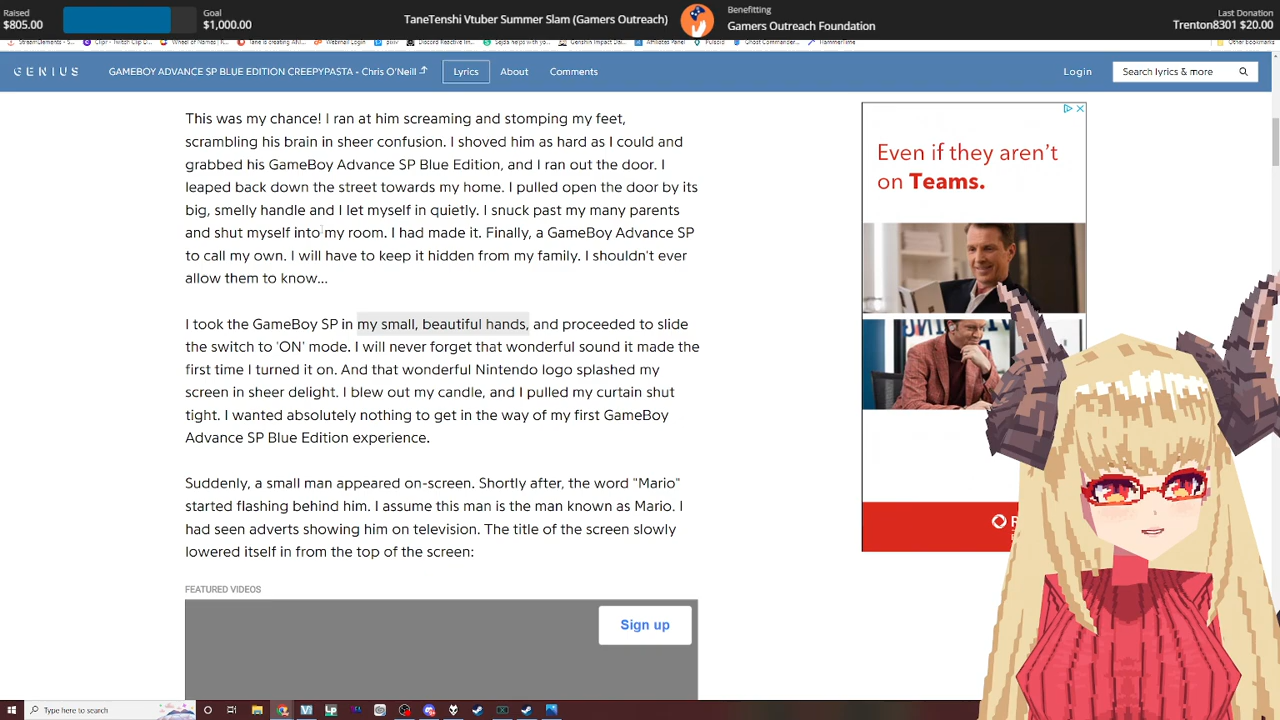 Raised
$805.00
Goal
$1,000.00
TaneTenshi Vtuber Summer Slam (Gamers Outreach)
Benefitting
Gamers Outreach Foundation
Last Donation
Trenton8301 $20.00
GENIUS
GAMEBOY ADVANCE SP BLUE EDITION CREEPYPASTA - Chris O'Neill
Lyrics
About
Comments
Login
Search lyrics & more
This was my chance! I ran at him screaming and stomping my feet,
scrambling his brain in sheer confusion. I shoved him as hard as I could and
grabbed his GameBoy Advance SP Blue Edition, and I ran out the door. I
leaped back down the street towards my home. I pulled open the door by its
big, smelly handle and I let myself in quietly. I snuck past my many parents
and shut myself into my room. I had made it. Finally, a GameBoy Advance SP
to call my own. I will have to keep it hidden from my family. I shouldn't ever
allow them to know...
I took the GameBoy SP in my small, beautiful hands, and proceeded to slide
the switch to 'ON' mode. I will never forget that wonderful sound it made the
first time I turned it on. And that wonderful Nintendo logo splashed my
screen in sheer delight. I blew out my candle, and I pulled my curtain shut
tight. I wanted absolutely nothing to get in the way of my first GameBoy
Advance SP Blue Edition experience.
Suddenly, a small man appeared on-screen. Shortly after, the word "Mario"
started flashing behind him. I assume this man is the man known as Mario. I
had seen adverts showing him on television. The title of the screen slowly
lowered itself in from the top of the screen:
FEATURED VIDEOS
Sign up
Even if they aren't
on Teams.
Type here to search